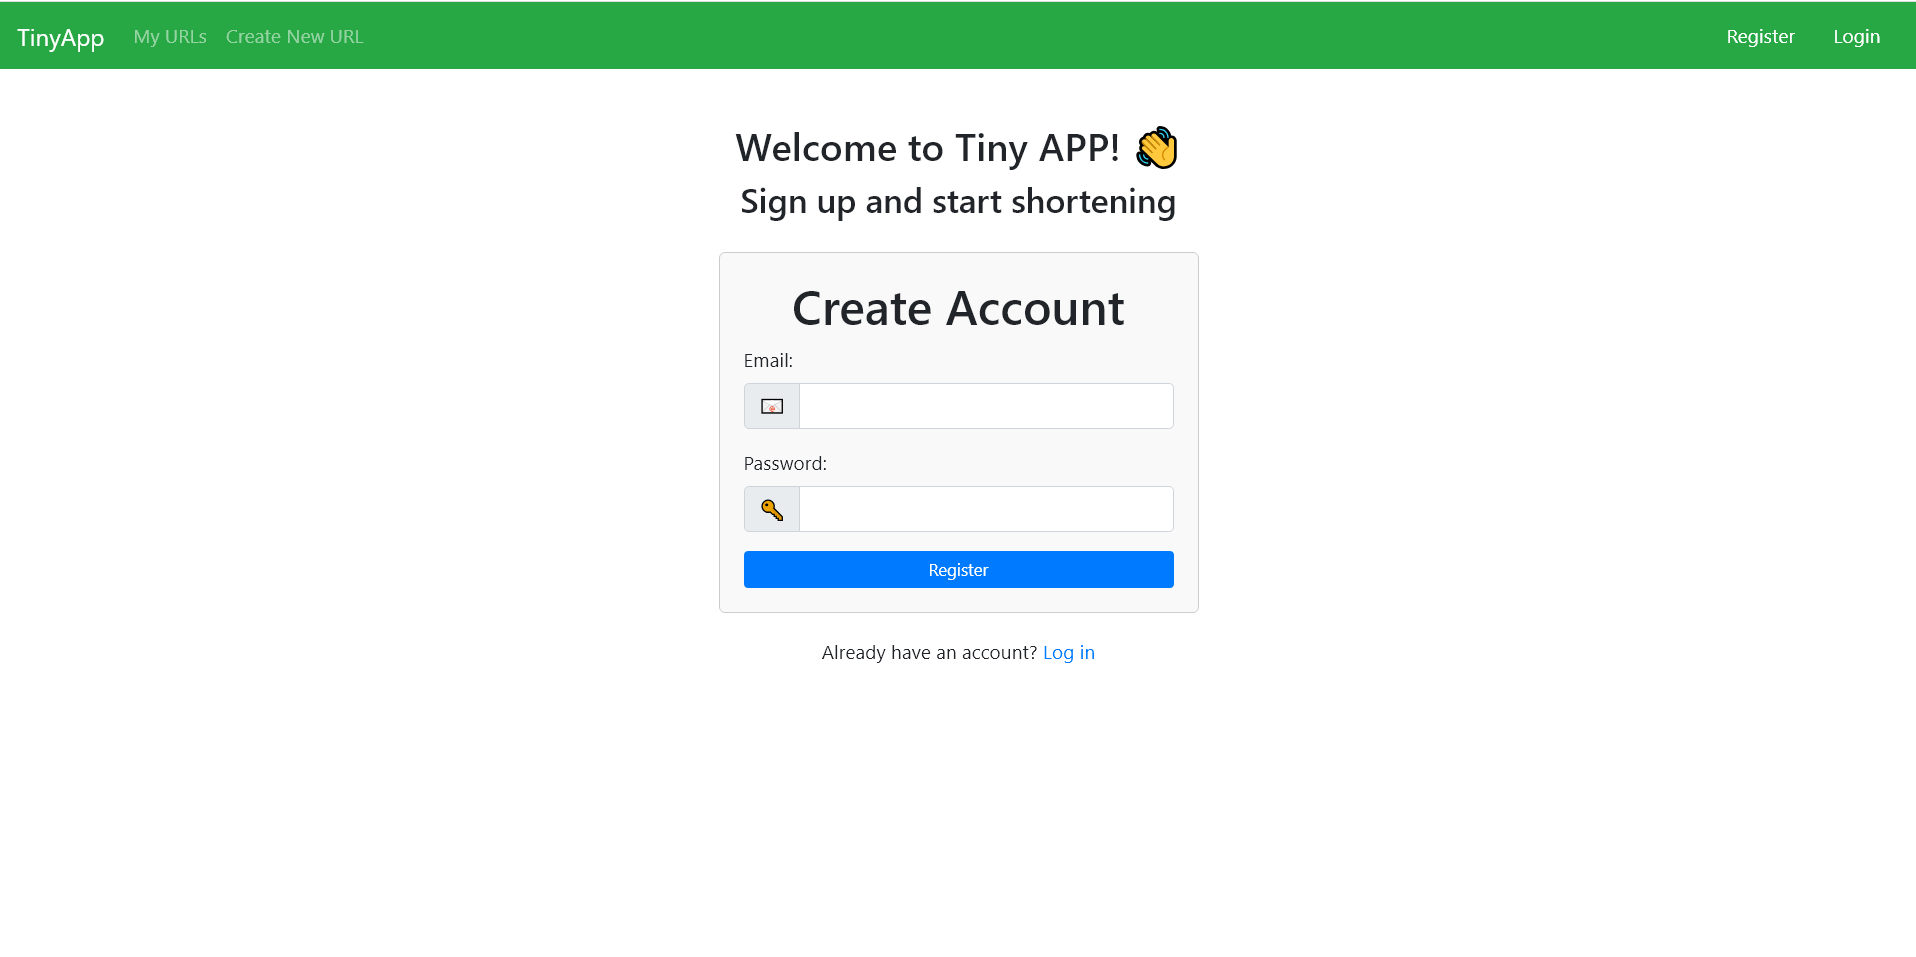 TinyApp My URLs Create New URL Register Login
Welcome to Tiny APP! 👋
Sign up and start shortening
Create Account
Email:
Password:
Register
Already have an account? Log in